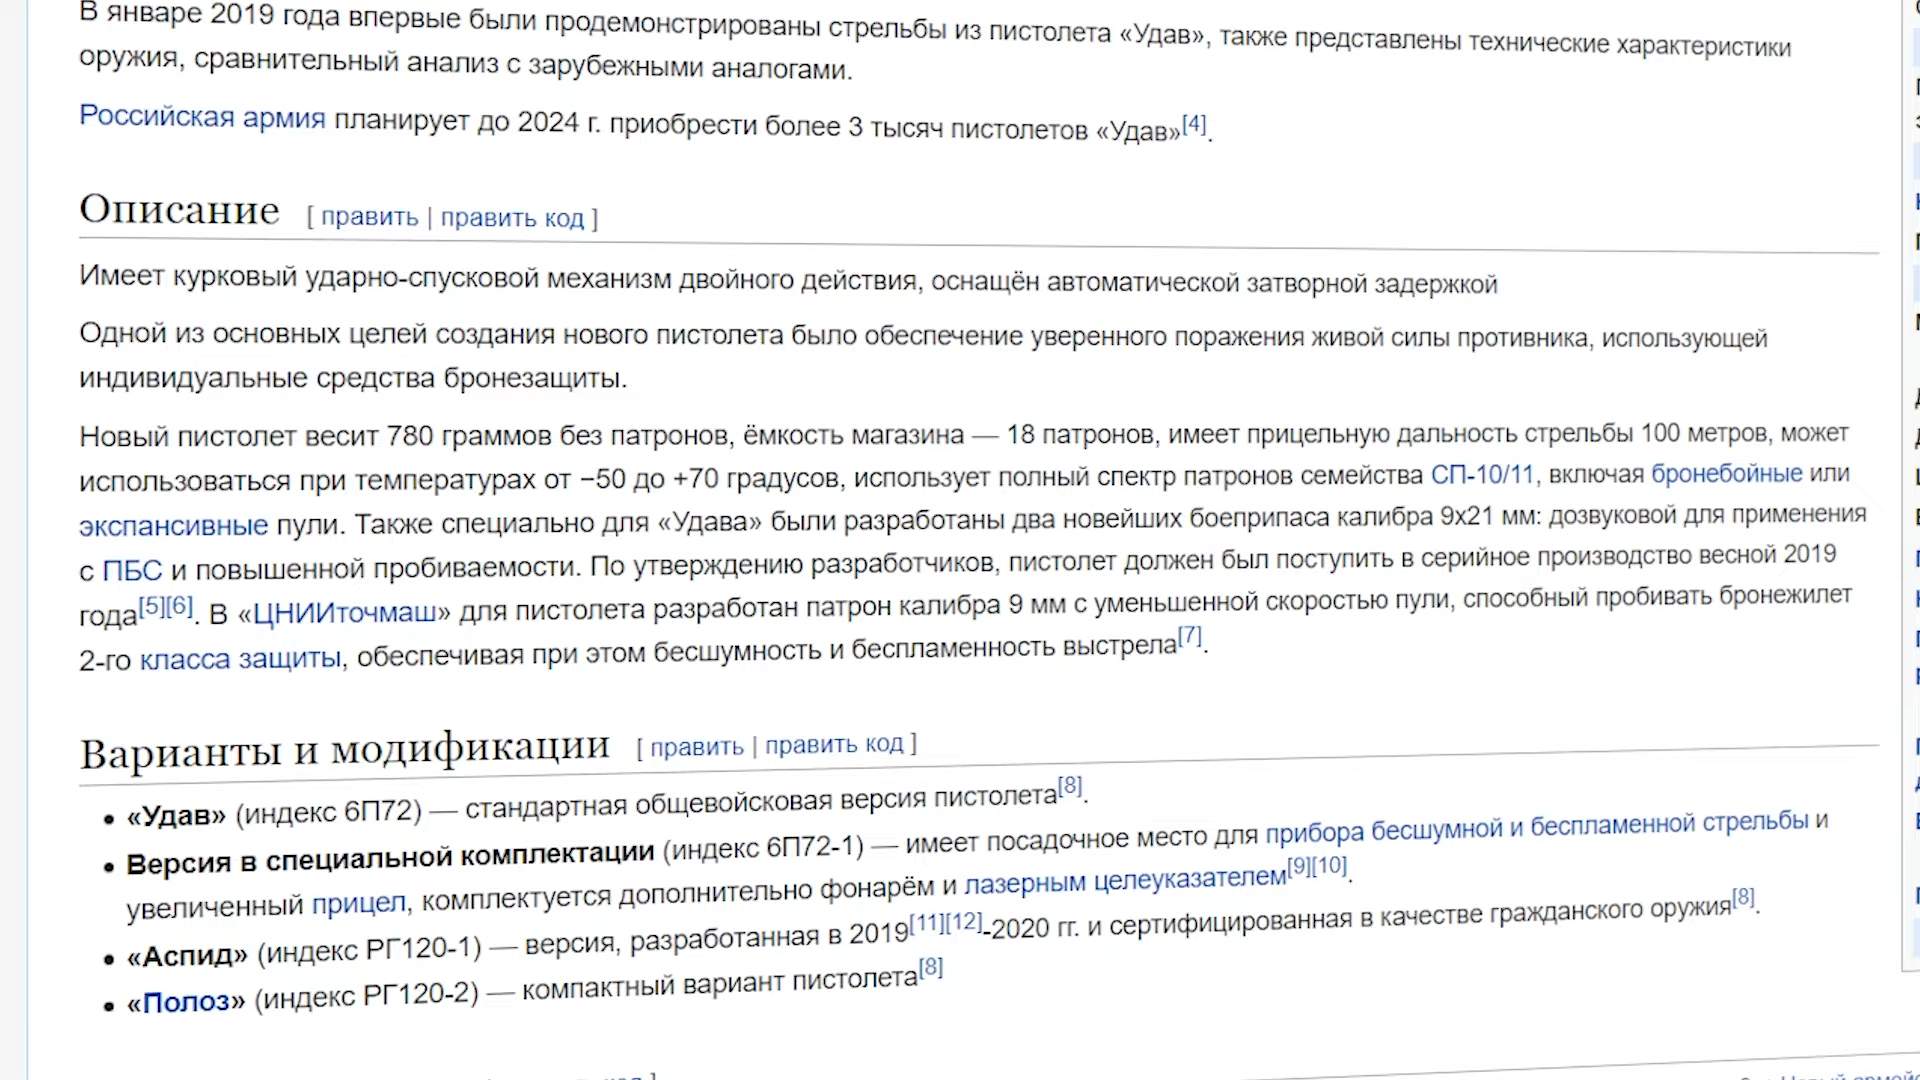 В январе 2019 года впервые были продемонстрированы стрельбы из пистолета «Удав», также представлены технические характеристики
оружия, сравнительный анализ с зарубежными аналогами.
Российская армия планирует до 2024 г. приобрести более 3 тысяч пистолетов «Удав»[4].
Описание [ править | править код ]
Имеет курковый ударно-спусковой механизм двойного действия, оснащён автоматической затворной задержкой
Одной из основных целей создания нового пистолета было обеспечение уверенного поражения живой силы противника, использующей
индивидуальные средства бронезащиты.
Новый пистолет весит 780 граммов без патронов, ёмкость магазина — 18 патронов, имеет прицельную дальность стрельбы 100 метров, может
использоваться при температурах от −50 до +70 градусов, использует полный спектр патронов семейства СП-10/11, включая бронебойные или
экспансивные пули. Также специально для «Удава» были разработаны два новейших боеприпаса калибра 9x21 мм: дозвуковой для применения
с ПБС и повышенной пробиваемости. По утверждению разработчиков, пистолет должен был поступить в серийное производство весной 2019
года[5][6]. В «ЦНИИточмаш» для пистолета разработан патрон калибра 9 мм с уменьшенной скоростью пули, способный пробивать бронежилет
2-го класса защиты, обеспечивая при этом бесшумность и беспламенность выстрела[7].
Варианты и модификации [ править | править код ]
• «Удав» (индекс 6П72) — стандартная общевойсковая версия пистолета[8].
• Версия в специальной комплектации (индекс 6П72-1) — имеет посадочное место для прибора бесшумной и беспламенной стрельбы и
увеличенный прицел, комплектуется дополнительно фонарём и лазерным целеуказателем[9][10].
• «Аспид» (индекс РГ120-1) — версия, разработанная в 2019[11][12]-2020 гг. и сертифицированная в качестве гражданского оружия[8].
• «Полоз» (индекс РГ120-2) — компактный вариант пистолета[8]